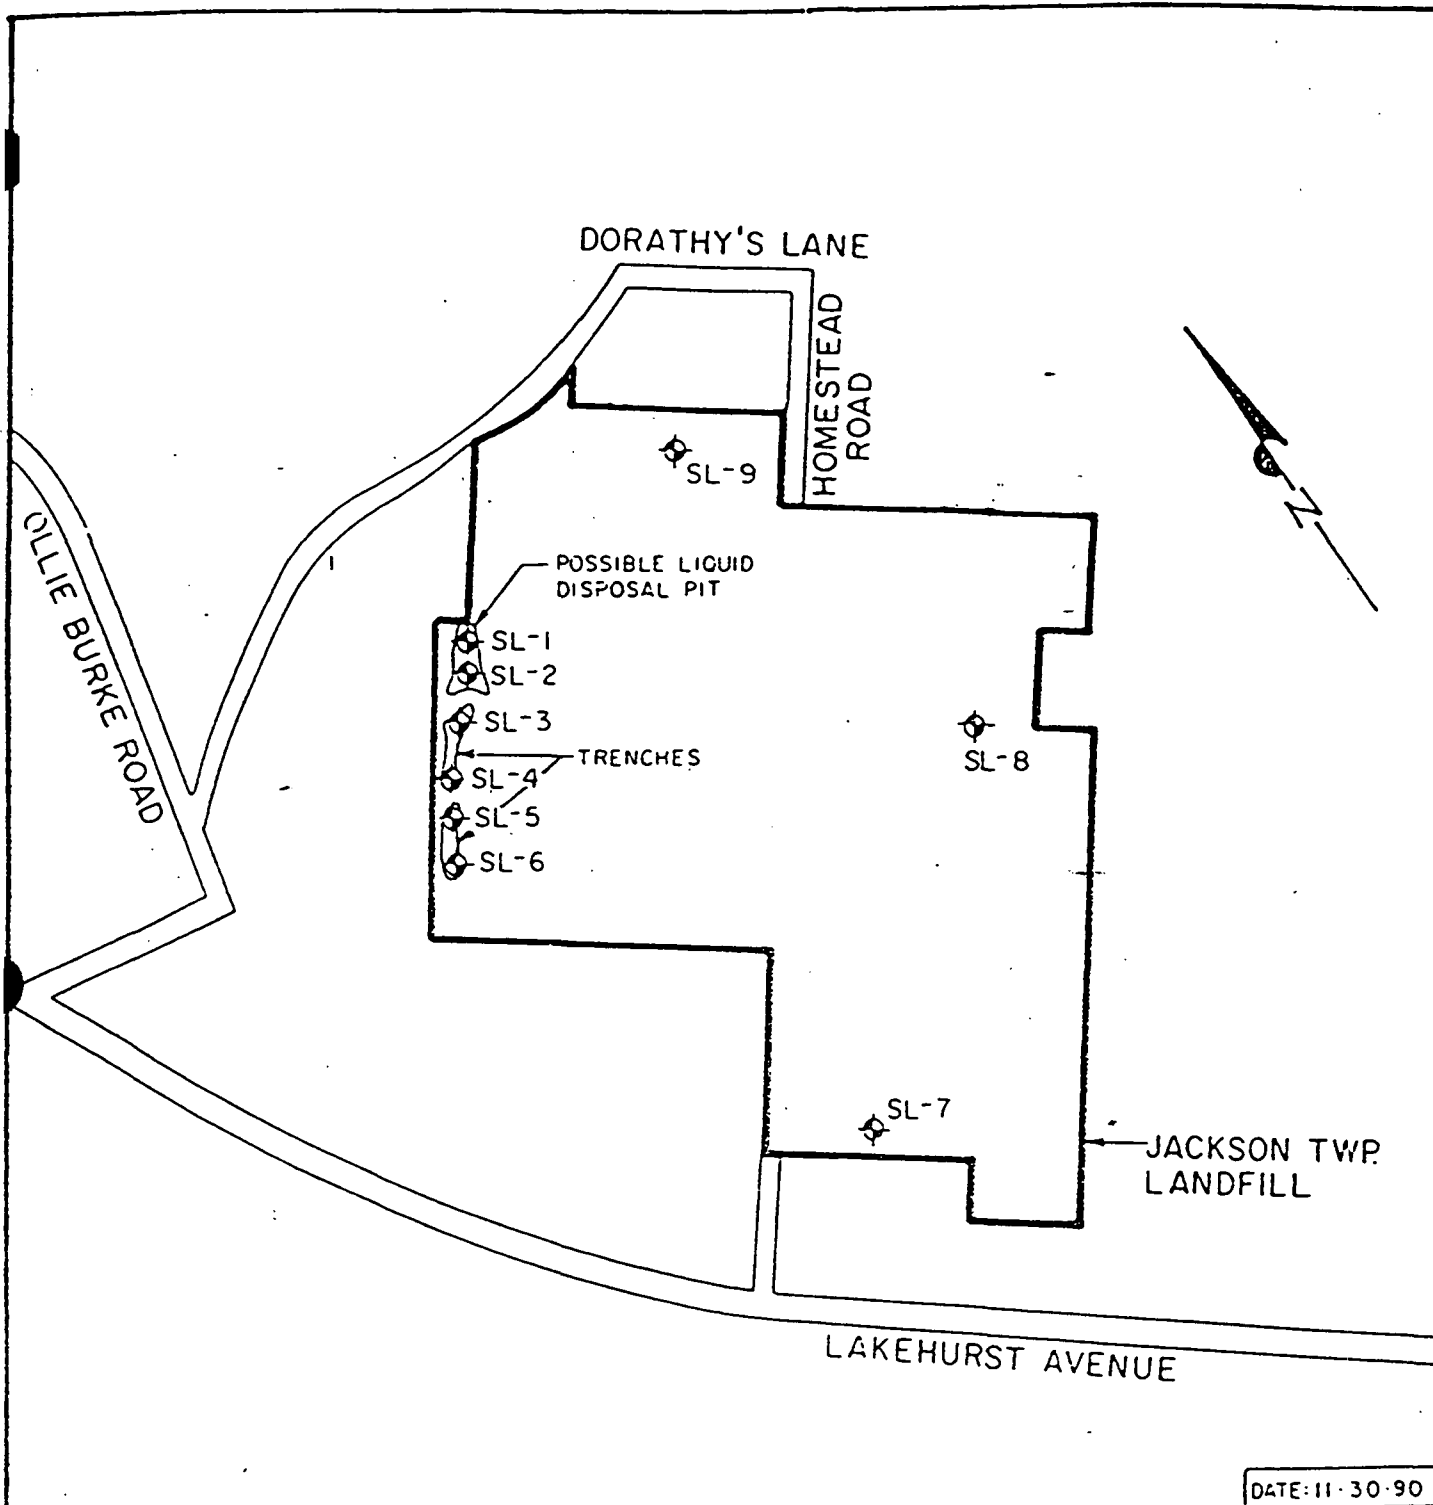 DORATHY'S LANE
HOMESTEAD
ROAD
SL-9
N
OLLIE BURKE ROAD
POSSIBLE LIQUID
DISPOSAL PIT
SL-1
SL-2
SL-3
TRENCHES
SL-4
SL-5
SL-6
SL-8
SL-7
JACKSON TWP.
LANDFILL
LAKEHURST AVENUE
DATE: 11-30-90